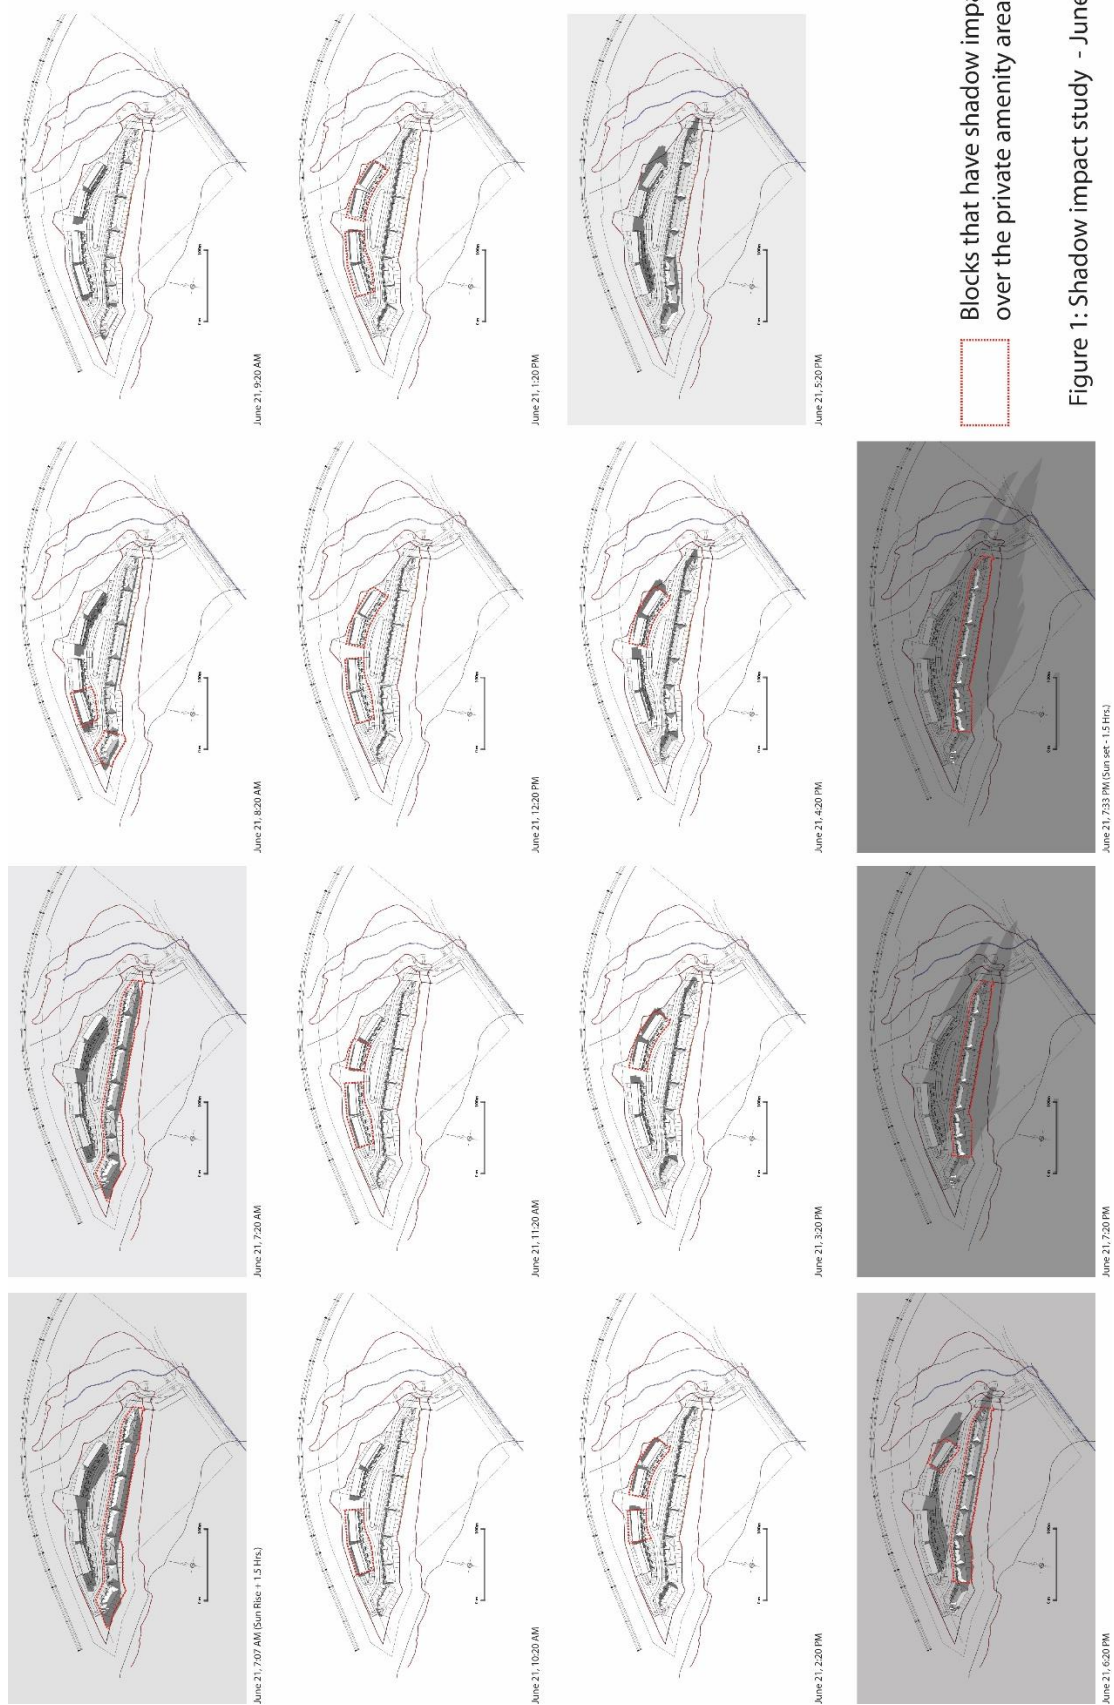 June 21, 7:07 AM (Sun Rise + 1.5 Hrs.)
June 21, 7:20 AM
June 21, 8:20 AM
June 21, 9:20 AM
June 21, 10:20 AM
June 21, 11:20 AM
June 21, 12:20 PM
June 21, 1:20 PM
June 21, 2:20 PM
June 21, 3:20 PM
June 21, 4:20 PM
June 21, 5:20 PM
June 21, 6:20 PM
June 21, 7:20 PM
June 21, 7:33 PM (Sun set - 1.5 Hrs.)
Blocks that have shadow impa
over the private amenity area
Figure 1: Shadow impact study - June